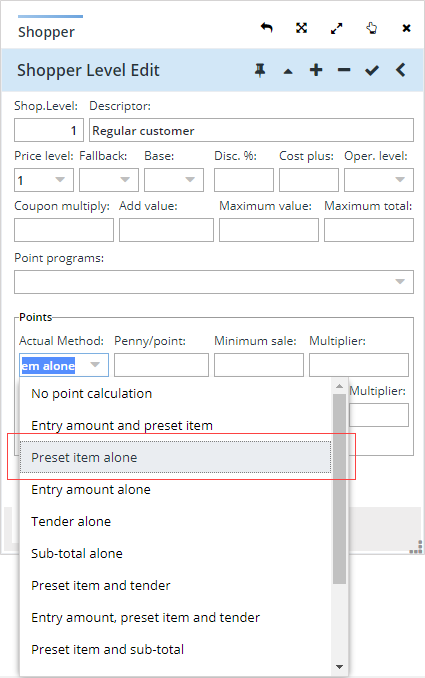 Shopper
Shopper Level Edit
Shop.Level: Descriptor:
1 Regular customer
Price level: Fallback: Base: Disc. %: Cost plus: Oper. level:
1
Coupon multiply: Add value: Maximum value: Maximum total:
Point programs:
Points
Actual Method: Penny/point: Minimum sale: Multiplier:
em alone
Multiplier:
No point calculation
Entry amount and preset item
Preset item alone
Entry amount alone
Tender alone
Sub-total alone
Preset item and tender
Entry amount, preset item and tender
Preset item and sub-total